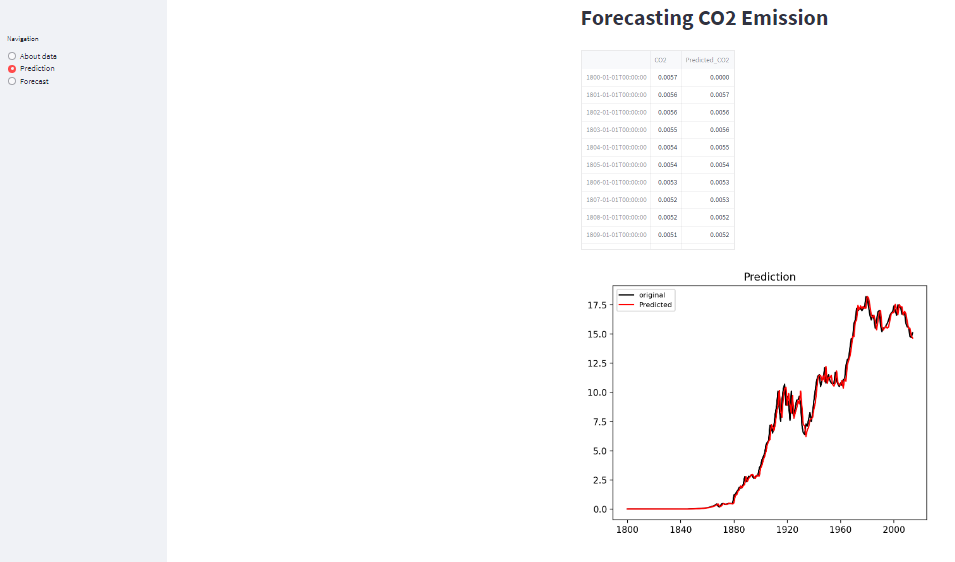 Forecasting CO2 Emission
Navigation
About data
Prediction
Forecast
CO2 Predicted_CO2
1800-01-01T00:00:00 0.0057 0.0000
1801-01-01T00:00:00 0.0056 0.0057
1802-01-01T00:00:00 0.0056 0.0056
1803-01-01T00:00:00 0.0055 0.0056
1804-01-01T00:00:00 0.0054 0.0055
1805-01-01T00:00:00 0.0054 0.0054
1806-01-01T00:00:00 0.0053 0.0053
1807-01-01T00:00:00 0.0052 0.0053
1808-01-01T00:00:00 0.0052 0.0052
1809-01-01T00:00:00 0.0051 0.0052
Prediction
original
Predicted
17.5
15.0
12.5
10.0
7.5
5.0
2.5
0.0
1800 1840 1880 1920 1960 2000